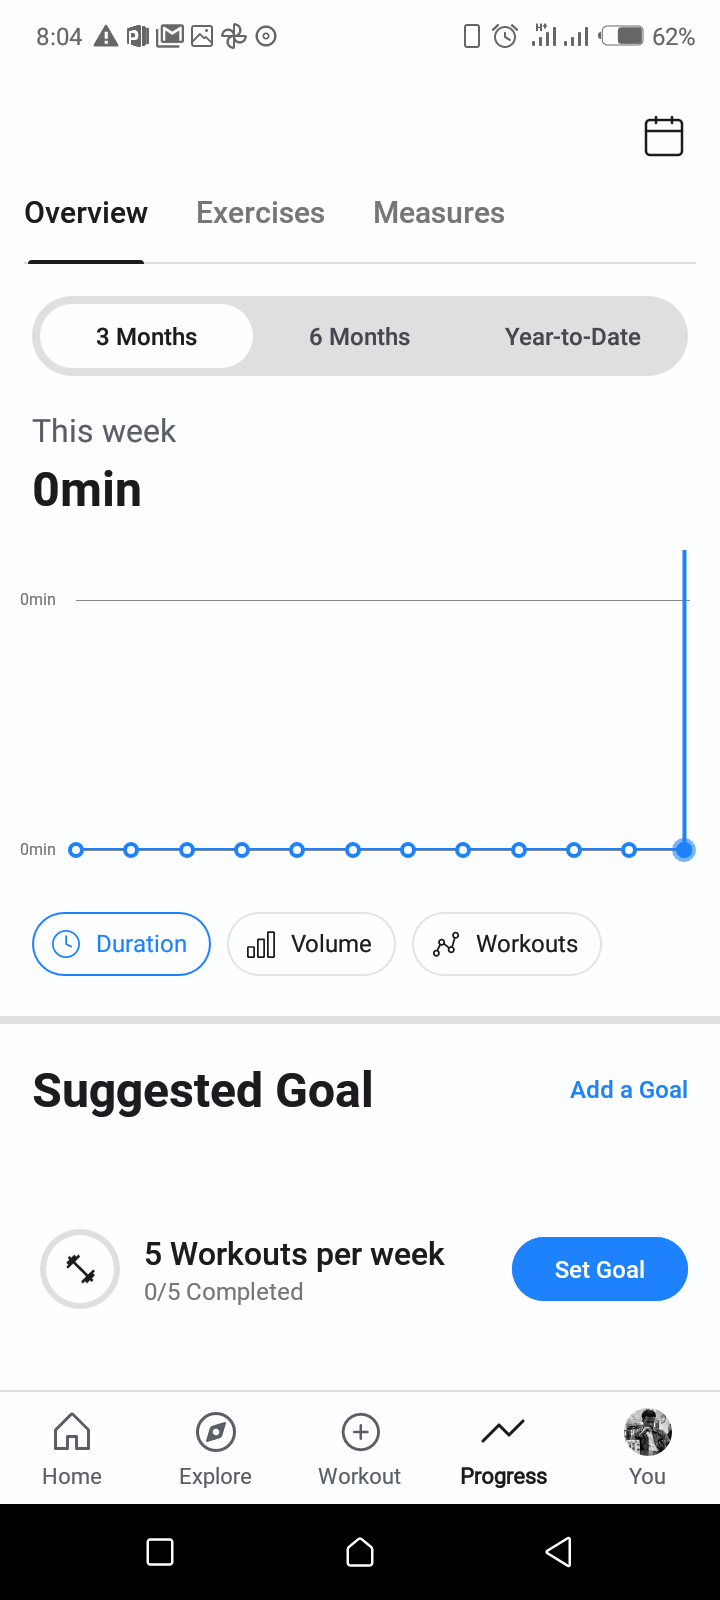 8:04 62%
Overview Exercises Measures
3 Months 6 Months Year-to-Date
This week
0min
0min
0min
Duration Volume Workouts
Suggested Goal Add a Goal
5 Workouts per week
0/5 Completed
Set Goal
Home Explore Workout Progress You